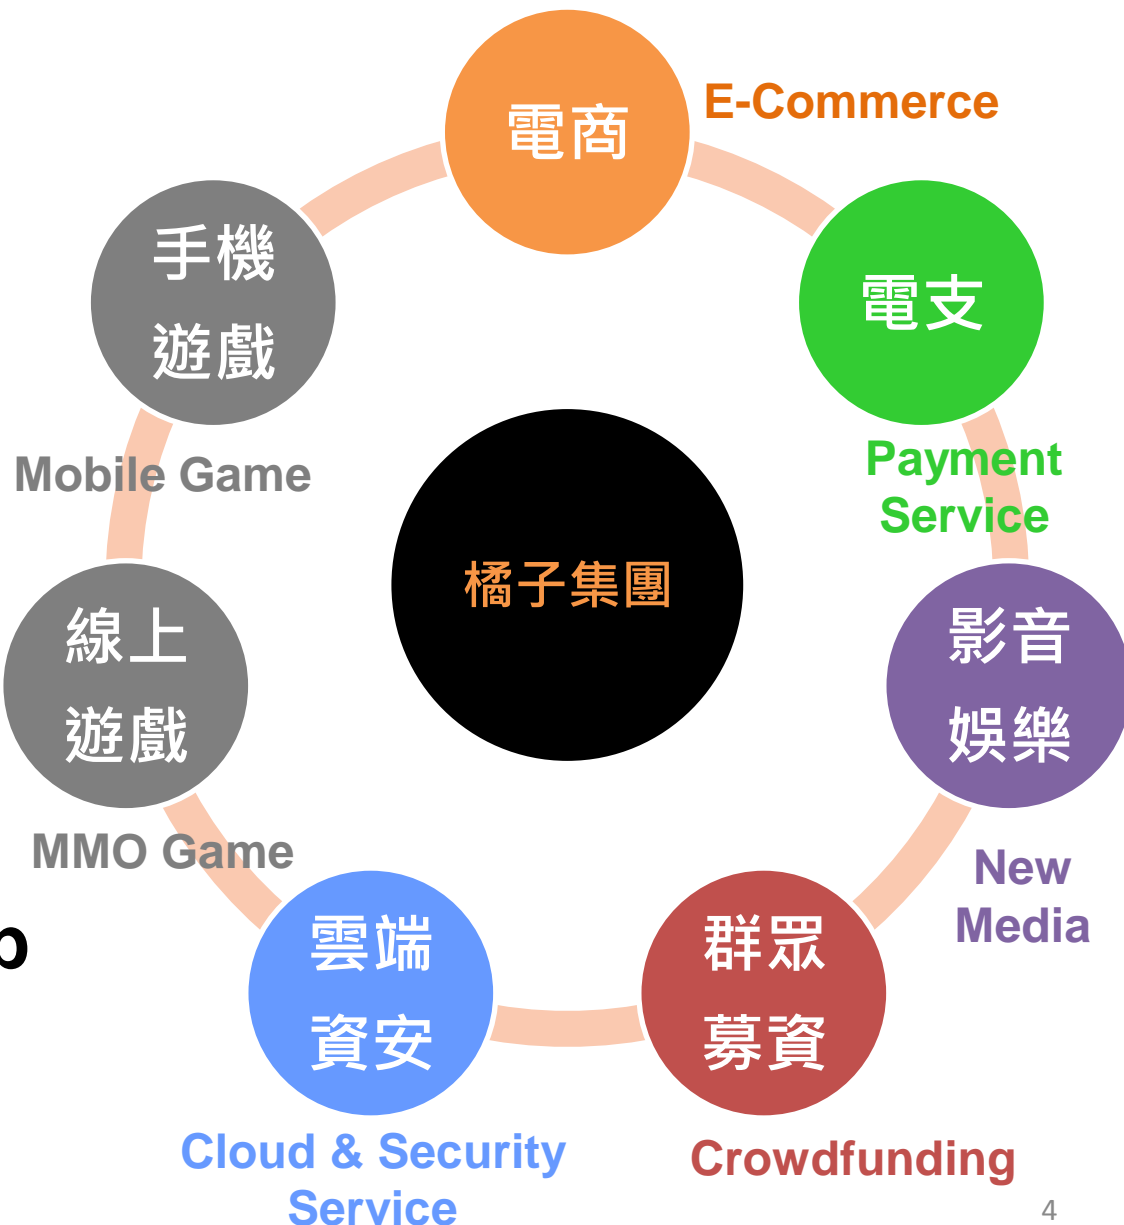 電商
E-Commerce
手機
遊戲
Mobile Game
電支
Payment
Service
橘子集團
線上
遊戲
MMO Game
影音
娛樂
New
Media
雲端
資安
Cloud & Security
Service
群眾
募資
Crowdfunding
4